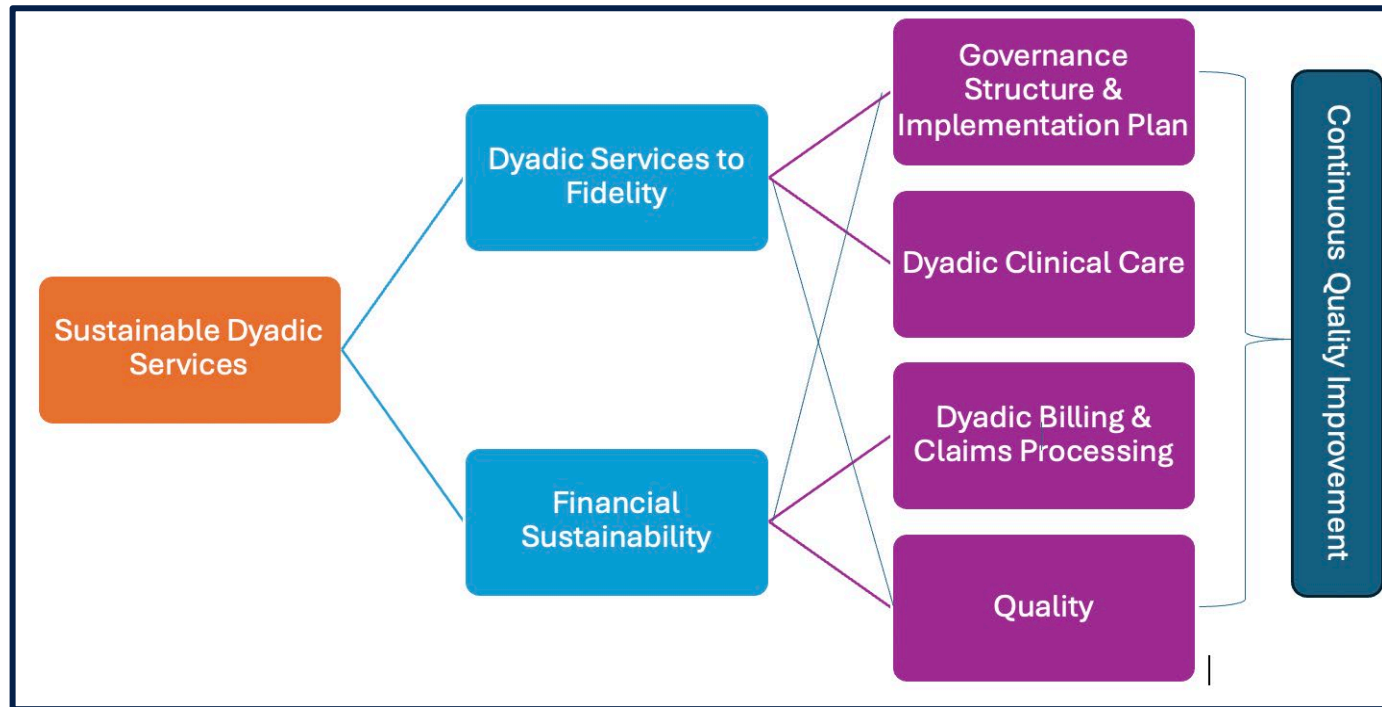 Sustainable Dyadic
Services
Dyadic Services to
Fidelity
Financial
Sustainability
Governance
Structure &
Implementation Plan
Dyadic Clinical Care
Dyadic Billing &
Claims Processing
Quality
Continuous Quality Improvement